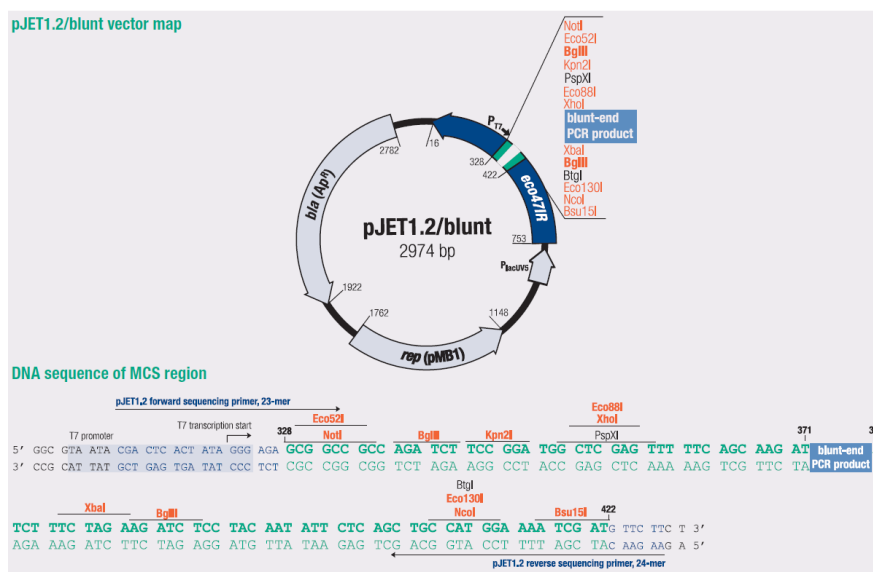 pJET1.2/blunt vector map
NotI
Eco52I
BglII
Kpn2I
PspXI
Eco88I
XhoI
blunt-end
PCR product
XbaI
BglII
BtgI
Eco130I
NcoI
Bsu15I
PT7
2782
16
328
422
eco47IR
bla (ApR)
pJET1.2/blunt
2974 bp
753
PlacUV5
1922
1762
1148
rep (pMB1)
DNA sequence of MCS region
pJET1.2 forward sequencing primer, 23-mer
Eco52I
Eco88I
XhoI
T7 promoter
T7 transcription start
328
NotI
BglII
Kpn2I
PspXI
371
5' GGC GTA ATA CGA CTC ACT ATA GGG AGA GCG GCC GCC AGA TCT TCC GGA TGG CTC GAG TTT TTC AGC AAG AT blunt-end
3' CCG CAT TAT GCT GAG TGA TAT CCC TCT CGC CGG CGG TCT AGA AGG CCT ACC GAG CTC AAA AAG TCG TTC TA PCR product
BtgI
Eco130I
XbaI
BglII
NcoI
Bsu15I
422
TCT TTC TAG AAG ATC TCC TAC AAT ATT CTC AGC TGC CAT GGA AAA TCG ATG TTC TTC T 3'
AGA AAG ATC TTC TAG AGG ATG TTA TAA GAG TCG ACG GTA CCT TTT AGC TAC AAG AAG A 5'
pJET1.2 reverse sequencing primer, 24-mer